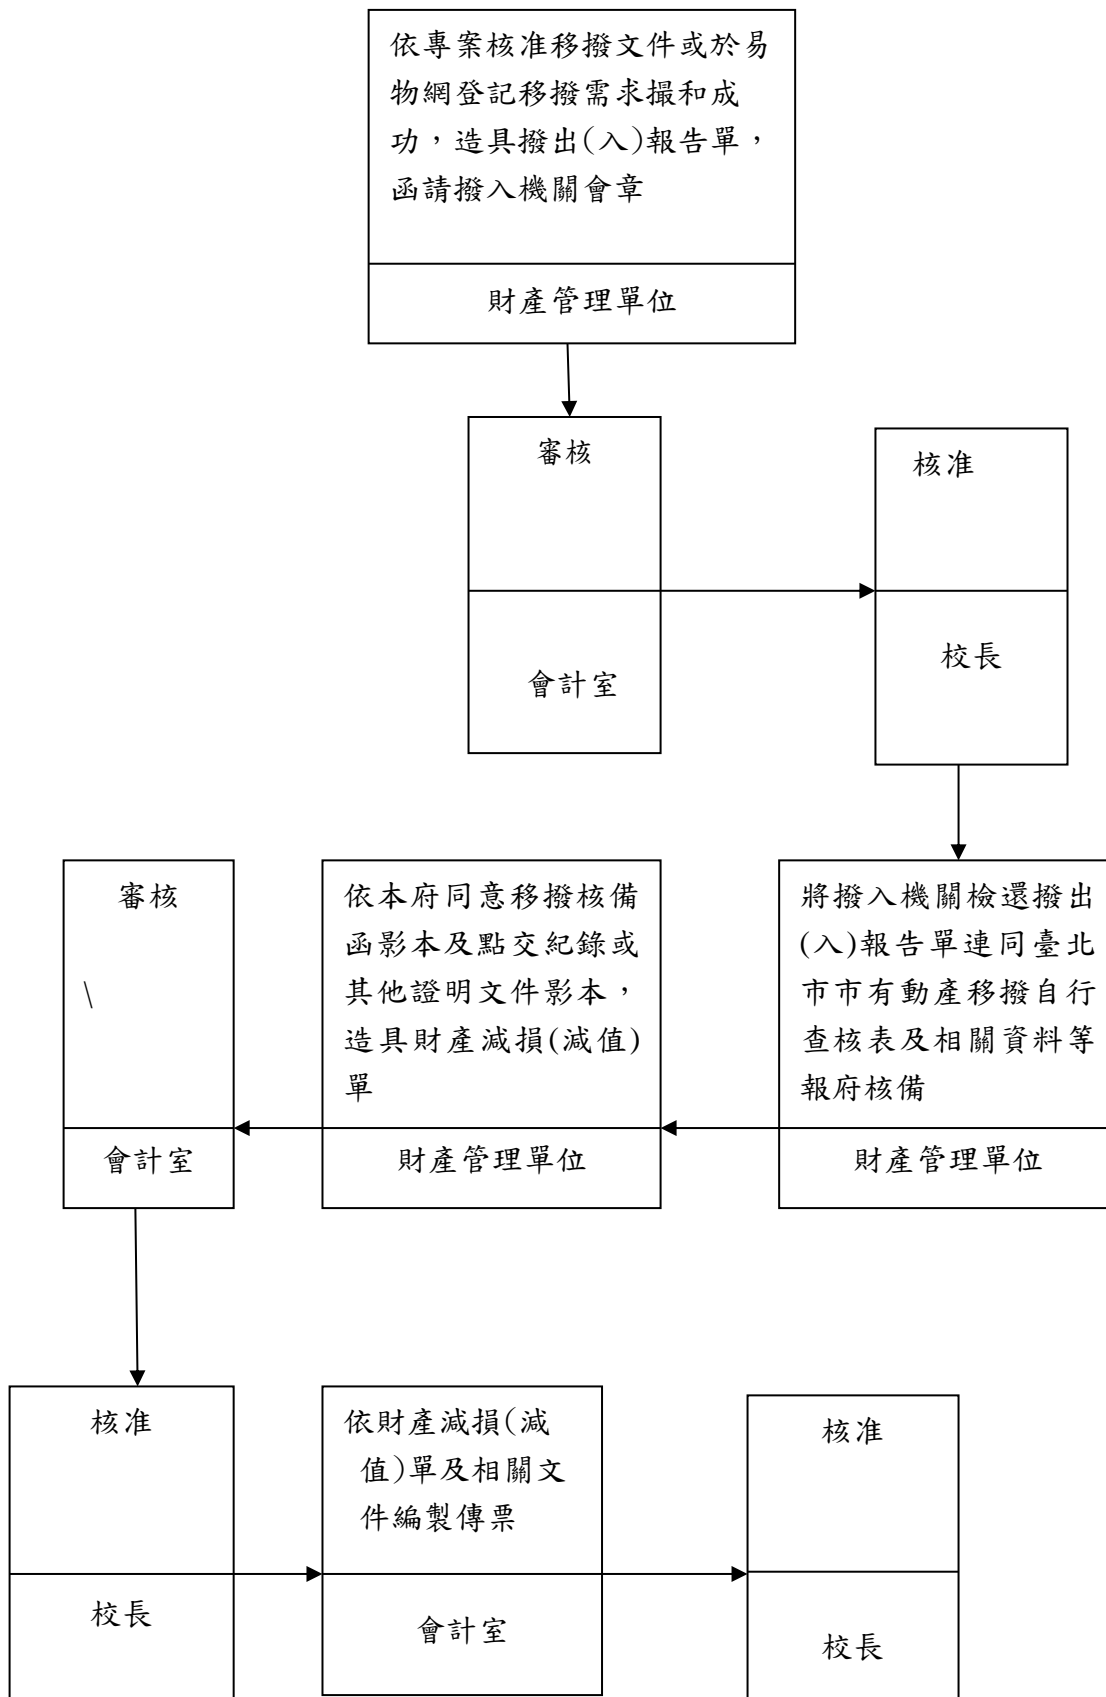 依專案核准移撥文件或於易
物網登記移撥需求撮和成
功，造具撥出(入)報告單，
函請撥入機關會章
財產管理單位
審核
會計室
核准
校長
將撥入機關檢還撥出
(入)報告單連同臺北
市市有動產移撥自行
查核表及相關資料等
報府核備
財產管理單位
依本府同意移撥核備
函影本及點交紀錄或
其他證明文件影本，
造具財產減損(減值)
單
財產管理單位
審核
\
會計室
核准
校長
依財產減損(減
值)單及相關文
件編製傳票
會計室
核准
校長